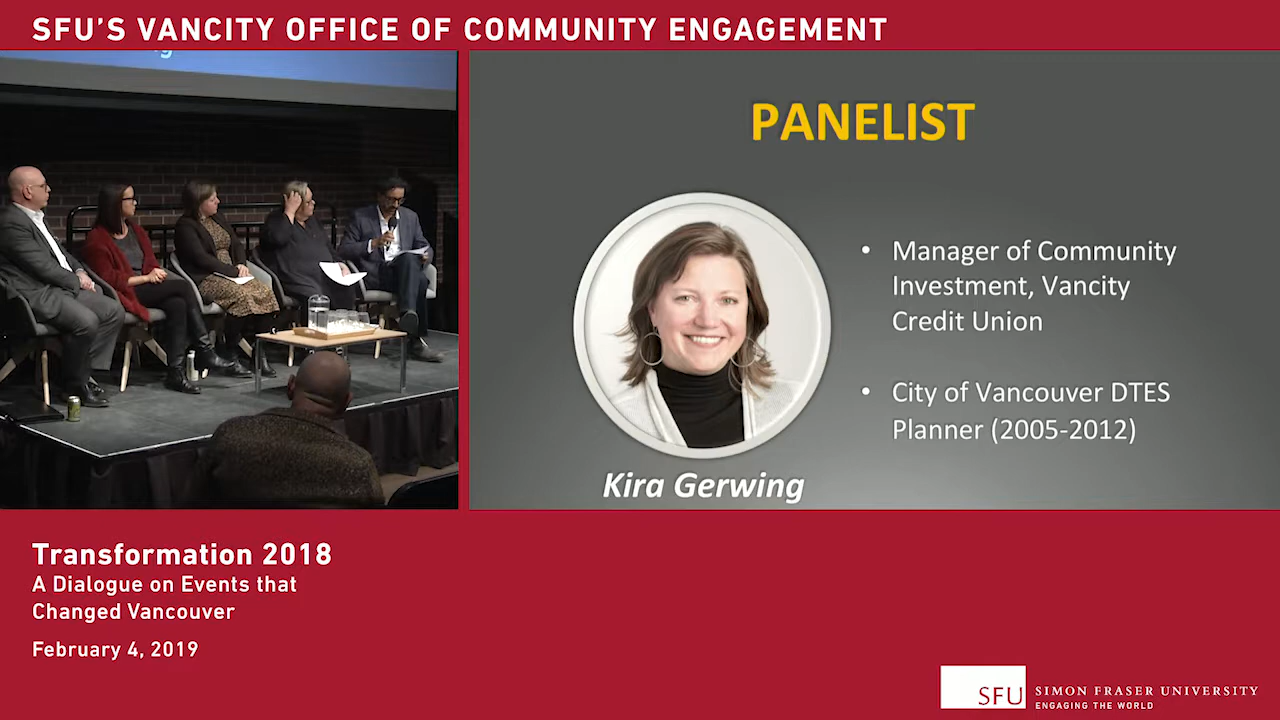 SFU'S VANCITY OFFICE OF COMMUNITY ENGAGEMENT
PANELIST
• Manager of Community
Investment, Vancity
Credit Union
• City of Vancouver DTES
Planner (2005-2012)
Kira Gerwing
Transformation 2018
A Dialogue on Events that
Changed Vancouver
February 4, 2019
SFU SIMON FRASER UNIVERSITY
ENGAGING THE WORLD